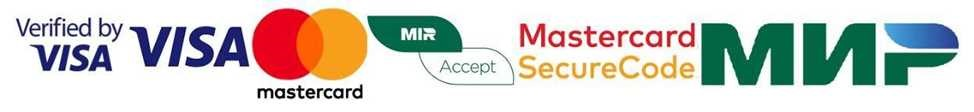 Verified by
VISA
VISA
mastercard
MIR
Accept
Mastercard
SecureCode
МИР